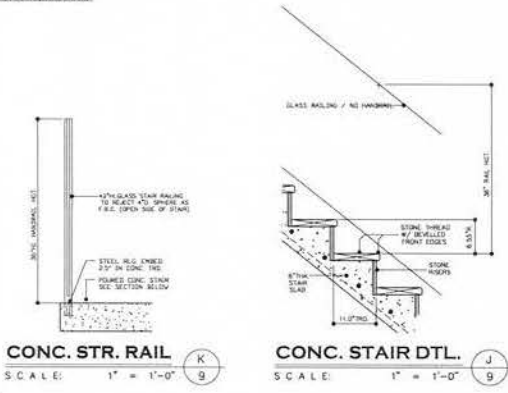 GLASS RAILING / NO HANDRAIL
36" RAIL HGT.
42"H. GLASS STAIR RAILING
TO REJECT 4"D. SPHERE AS
F.B.C. (OPEN SIDE OF STAIR)
HANDRAIL HGT.
STEEL RLG EMBED
2.5" IN CONC TRD
POURED CONC STAIR
SEE SECTION BELOW
STONE THREAD
W/ BEVELLED
FRONT EDGES
STONE
RISERS
6"THK.
STAIR
SLAB
11.0"TRD.
CONC. STR. RAIL
K
9
SCALE: 1" = 1'-0"
CONC. STAIR DTL.
J
9
SCALE: 1" = 1'-0"